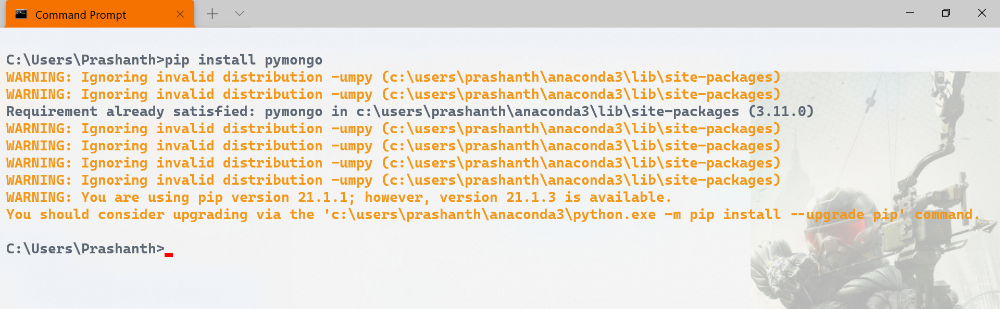 Command Prompt
C:\Users\Prashanth>pip install pymongo
WARNING: Ignoring invalid distribution -umpy (c:\users\prashanth\anaconda3\lib\site-packages)
WARNING: Ignoring invalid distribution -umpy (c:\users\prashanth\anaconda3\lib\site-packages)
Requirement already satisfied: pymongo in c:\users\prashanth\anaconda3\lib\site-packages (3.11.0)
WARNING: Ignoring invalid distribution -umpy (c:\users\prashanth\anaconda3\lib\site-packages)
WARNING: Ignoring invalid distribution -umpy (c:\users\prashanth\anaconda3\lib\site-packages)
WARNING: Ignoring invalid distribution -umpy (c:\users\prashanth\anaconda3\lib\site-packages)
WARNING: Ignoring invalid distribution -umpy (c:\users\prashanth\anaconda3\lib\site-packages)
WARNING: You are using pip version 21.1.1; however, version 21.1.3 is available.
You should consider upgrading via the 'c:\users\prashanth\anaconda3\python.exe -m pip install --upgrade pip' command.
C:\Users\Prashanth>